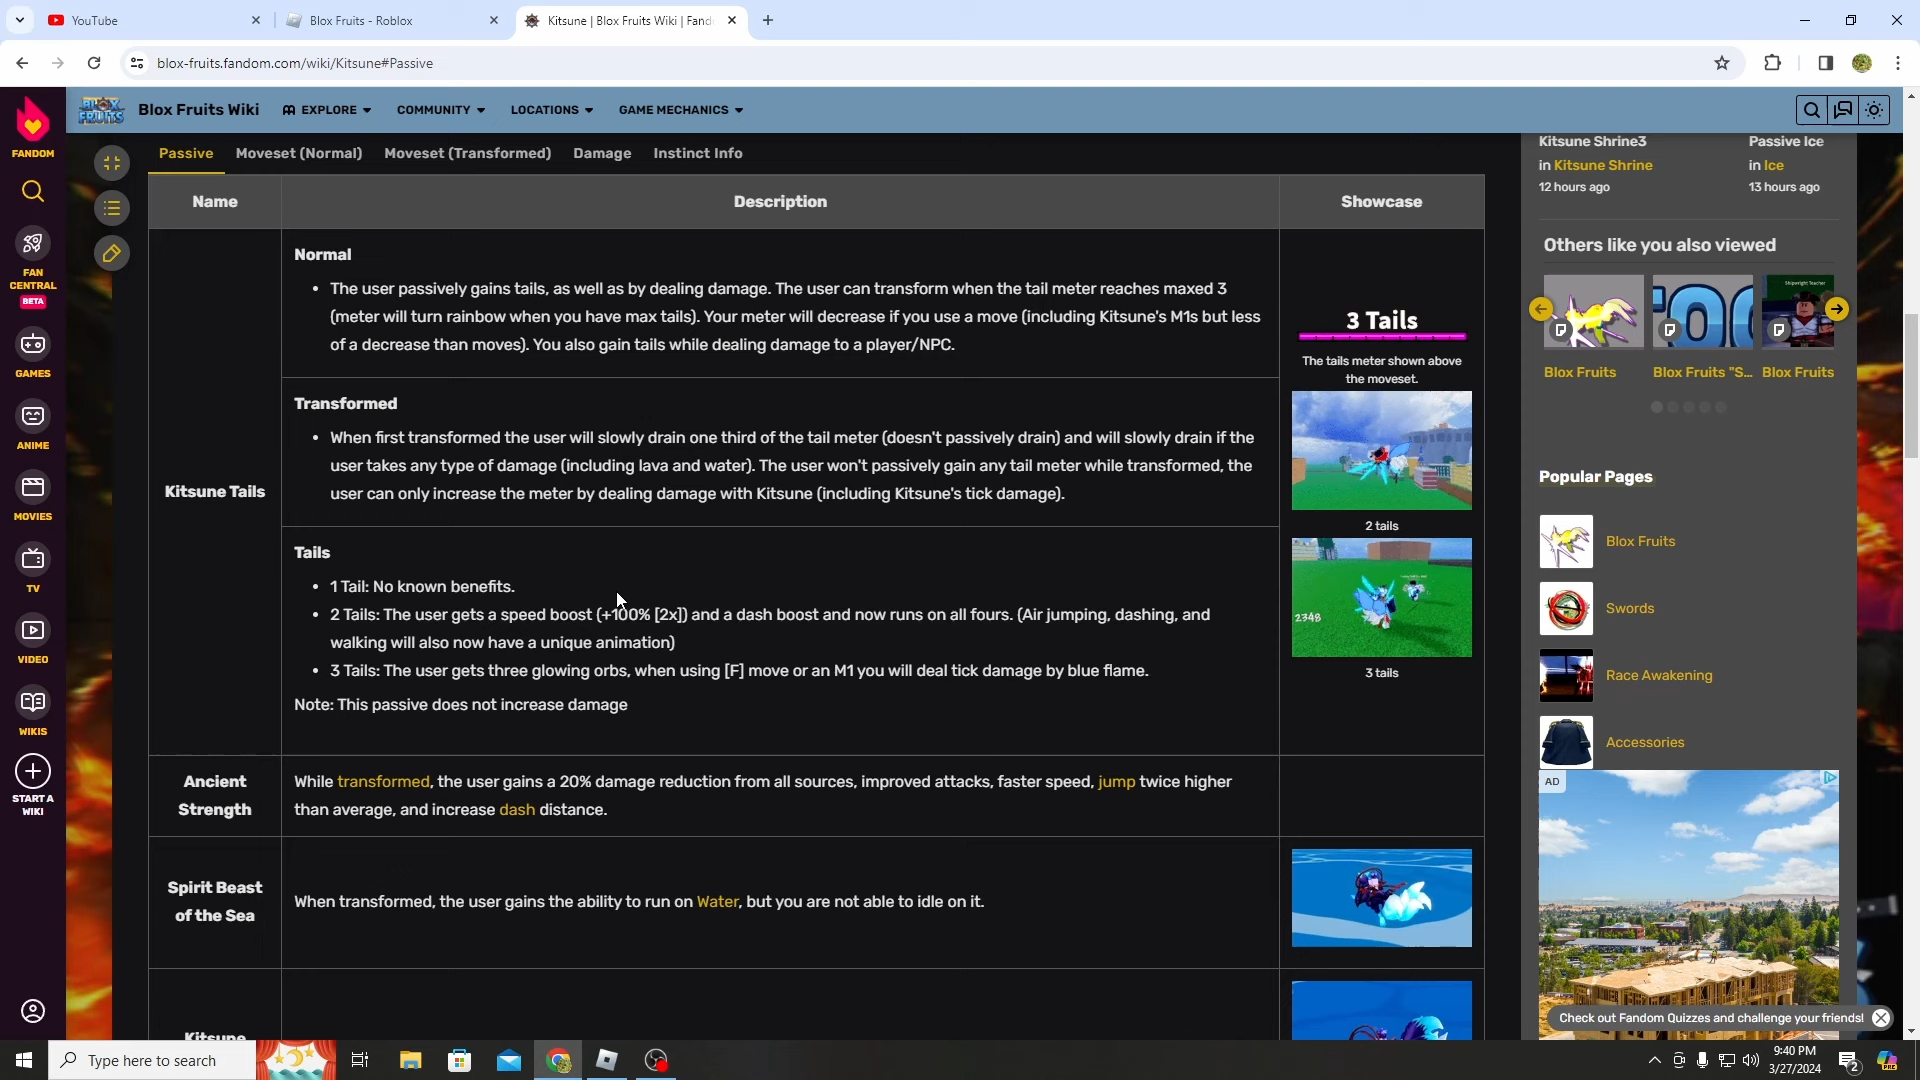 YouTube
Blox Fruits - Roblox
Kitsune | Blox Fruits Wiki | Fand
blox-fruits.fandom.com/wiki/Kitsune#Passive
BLOX FRUITS
Blox Fruits Wiki
EXPLORE
COMMUNITY
LOCATIONS
GAME MECHANICS
FANDOM
FAN CENTRAL
BETA
GAMES
ANIME
MOVIES
TV
VIDEO
WIKIS
START A WIKI
Passive
Moveset (Normal)
Moveset (Transformed)
Damage
Instinct Info
Name
Description
Showcase
Kitsune Tails
Normal
• The user passively gains tails, as well as by dealing damage. The user can transform when the tail meter reaches maxed 3
(meter will turn rainbow when you have max tails). Your meter will decrease if you use a move (including Kitsune's M1s but less
of a decrease than moves). You also gain tails while dealing damage to a player/NPC.
Transformed
• When first transformed the user will slowly drain one third of the tail meter (doesn't passively drain) and will slowly drain if the
user takes any type of damage (including lava and water). The user won't passively gain any tail meter while transformed, the
user can only increase the meter by dealing damage with Kitsune (including Kitsune's tick damage).
Tails
• 1 Tail: No known benefits.
• 2 Tails: The user gets a speed boost (+100% [2x]) and a dash boost and now runs on all fours. (Air jumping, dashing, and
walking will also now have a unique animation)
• 3 Tails: The user gets three glowing orbs, when using [F] move or an M1 you will deal tick damage by blue flame.
Note: This passive does not increase damage
3 Tails
The tails meter shown above
the moveset.
2 tails
2348
3 tails
Ancient
Strength
While transformed, the user gains a 20% damage reduction from all sources, improved attacks, faster speed, jump twice higher
than average, and increase dash distance.
Spirit Beast
of the Sea
When transformed, the user gains the ability to run on Water, but you are not able to idle on it.
Kitsune
Kitsune Shrine3
in Kitsune Shrine
12 hours ago
Passive Ice
in Ice
13 hours ago
Others like you also viewed
Shipwright Teacher
Blox Fruits
Blox Fruits "S...
Blox Fruits
Popular Pages
Blox Fruits
Swords
Race Awakening
Accessories
AD
Check out Fandom Quizzes and challenge your friends!
Type here to search
9:40 PM
3/27/2024
2
PRE